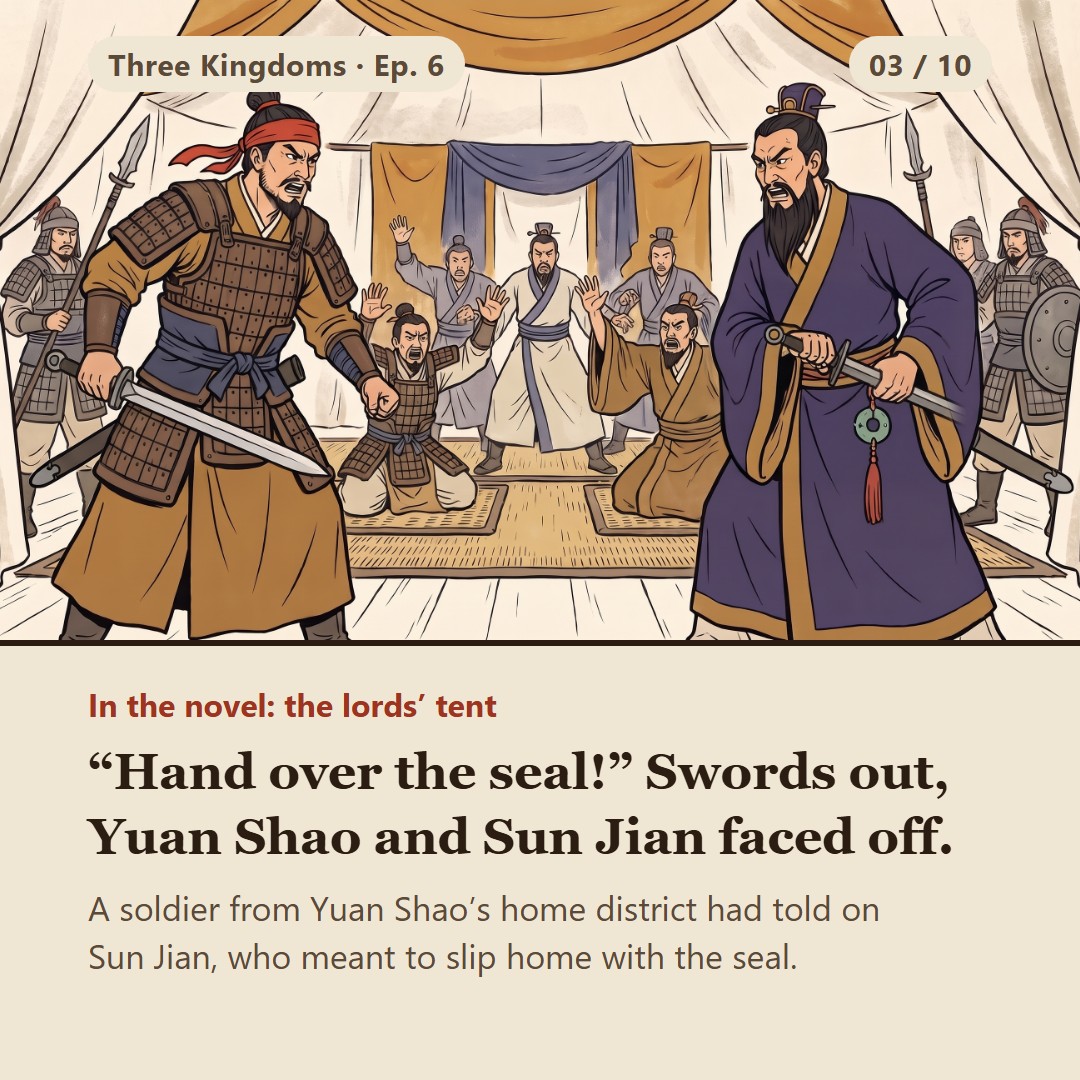 Three Kingdoms · Ep. 6
03 / 10
In the novel: the lords’ tent
“Hand over the seal!” Swords out,
Yuan Shao and Sun Jian faced off.
A soldier from Yuan Shao’s home district had told on
Sun Jian, who meant to slip home with the seal.